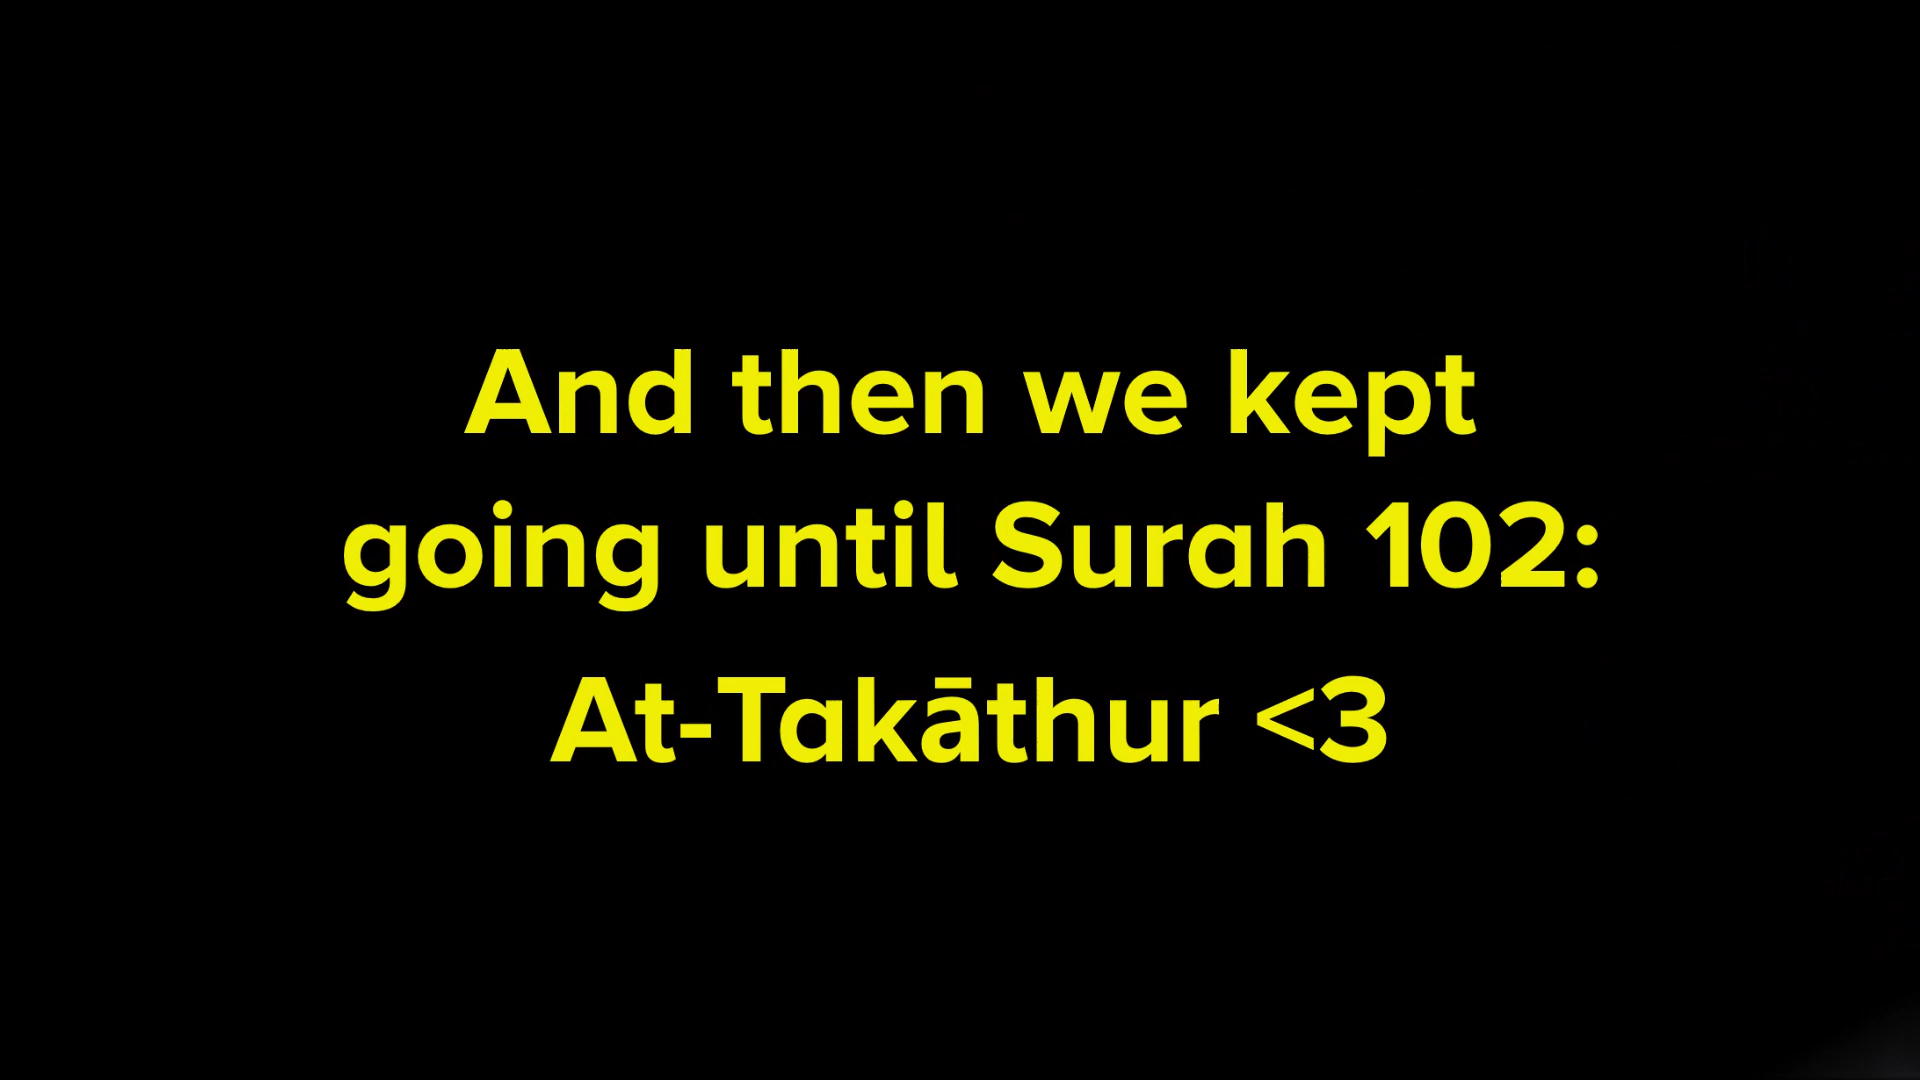 And then we kept
going until Surah 102:
At-Takāthur <3